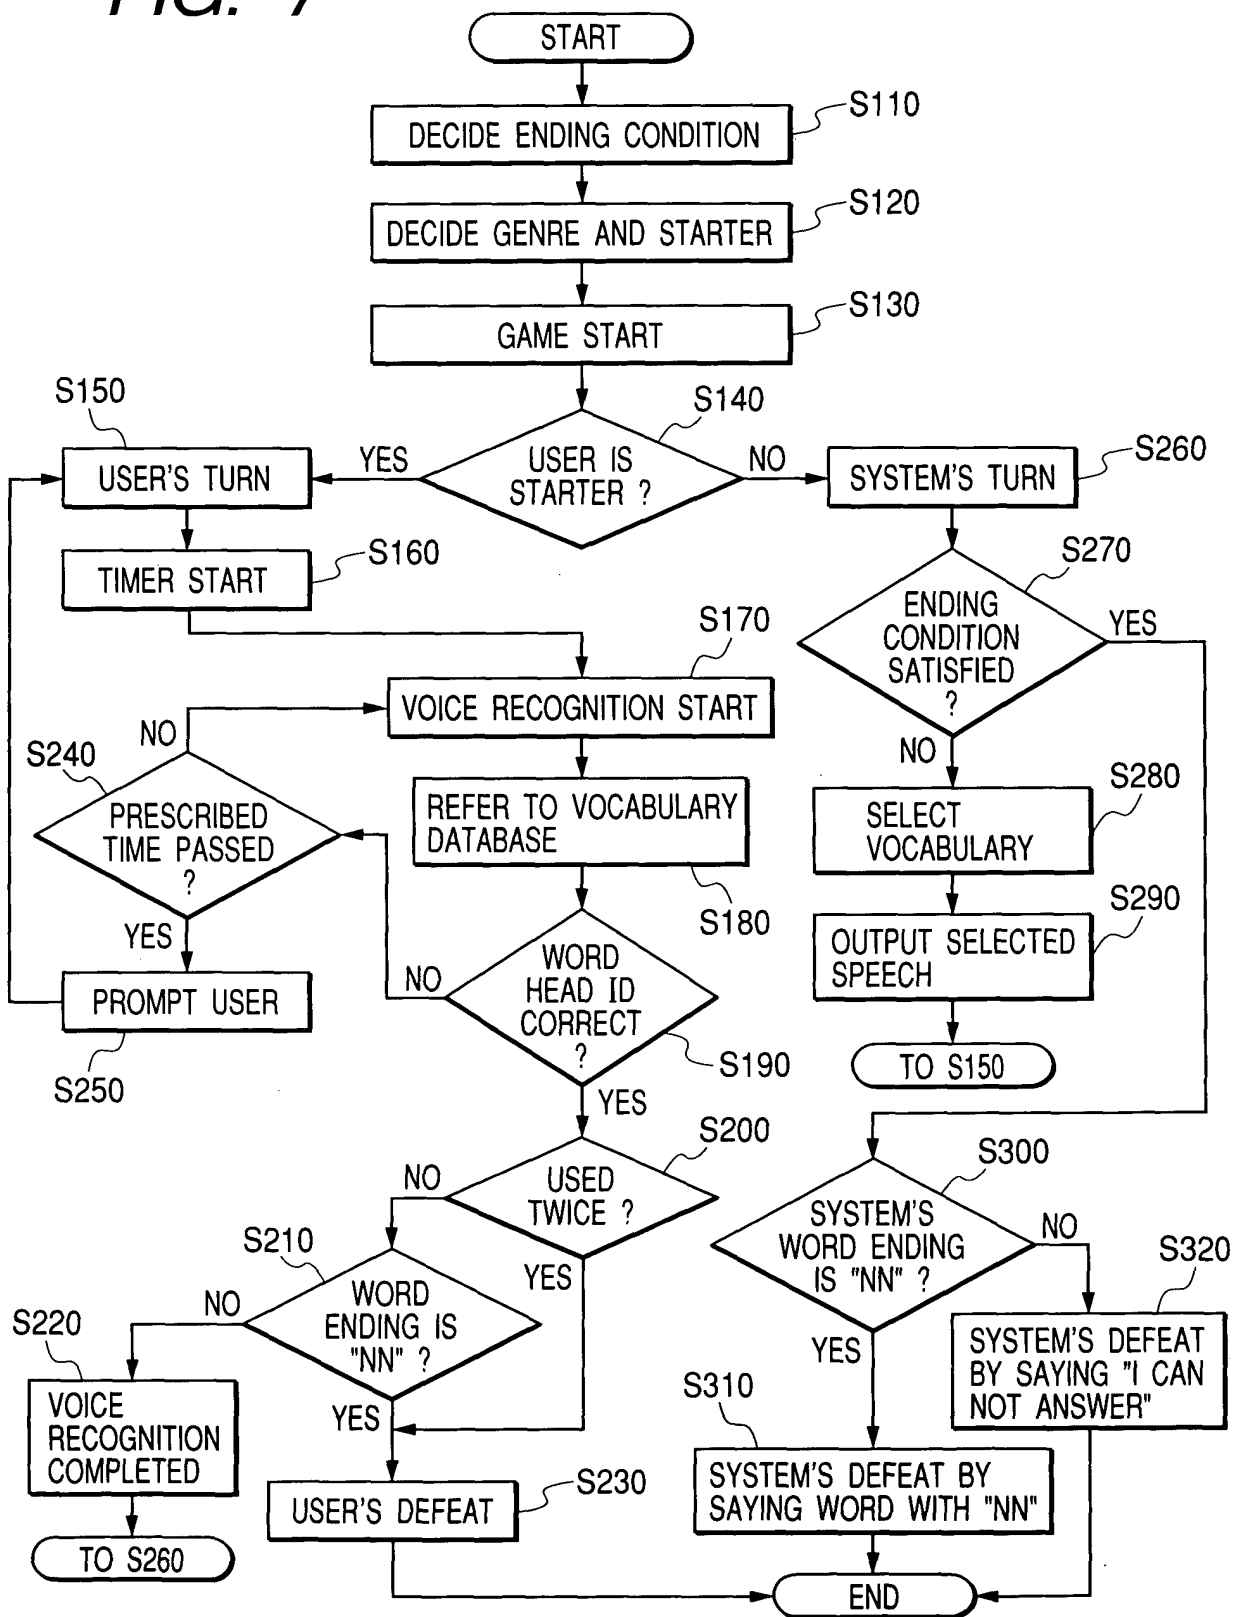 FIG. 7
START
S110
DECIDE ENDING CONDITION
S120
DECIDE GENRE AND STARTER
S130
GAME START
S140
USER IS
STARTER ?
YES
NO
S150
USER'S TURN
S160
TIMER START
S170
VOICE RECOGNITION START
S180
REFER TO VOCABULARY
DATABASE
S190
WORD
HEAD ID
CORRECT
?
NO
YES
S240
PRESCRIBED
TIME PASSED
?
NO
YES
PROMPT USER
S250
S200
USED
TWICE ?
NO
YES
S210
WORD
ENDING IS
"NN" ?
NO
YES
S220
VOICE
RECOGNITION
COMPLETED
TO S260
S230
USER'S DEFEAT
S260
SYSTEM'S TURN
S270
ENDING
CONDITION
SATISFIED
?
YES
NO
S280
SELECT
VOCABULARY
S290
OUTPUT SELECTED
SPEECH
TO S150
S300
SYSTEM'S
WORD ENDING
IS "NN" ?
NO
YES
S320
SYSTEM'S DEFEAT
BY SAYING "I CAN
NOT ANSWER"
S310
SYSTEM'S DEFEAT BY
SAYING WORD WITH "NN"
END